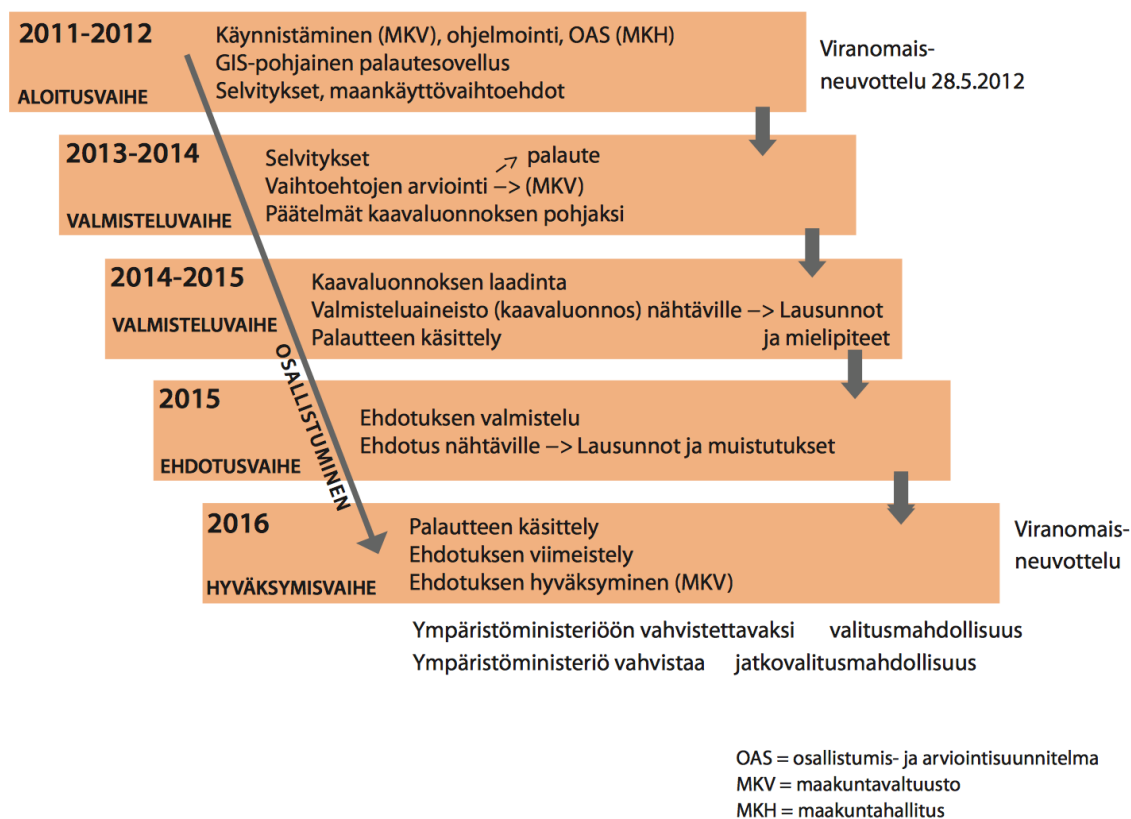 2011-2012
ALOITUSVAIHE
Käynnistäminen (MKV), ohjelmointi, OAS (MKH)
GIS-pohjainen palautesovellus
Selvitykset, maankäyttövaihtoehdot
Viranomais-
neuvottelu 28.5.2012
2013-2014
VALMISTELUVAIHE
Selvitykset palaute
Vaihtoehtojen arviointi –> (MKV)
Päätelmät kaavaluonnoksen pohjaksi
2014-2015
VALMISTELUVAIHE
Kaavaluonnoksen laadinta
Valmisteluaineisto (kaavaluonnos) nähtäville –> Lausunnot
Palautteen käsittely ja mielipiteet
OSALLISTUMINEN
2015
EHDOTUSVAIHE
Ehdotuksen valmistelu
Ehdotus nähtäville –> Lausunnot ja muistutukset
2016
HYVÄKSYMISVAIHE
Palautteen käsittely
Ehdotuksen viimeistely
Ehdotuksen hyväksyminen (MKV)
Viranomais-
neuvottelu
Ympäristöministeriöön vahvistettavaksi valitusmahdollisuus
Ympäristöministeriö vahvistaa jatkovalitusmahdollisuus
OAS = osallistumis- ja arviointisuunnitelma
MKV = maakuntavaltuusto
MKH = maakuntahallitus